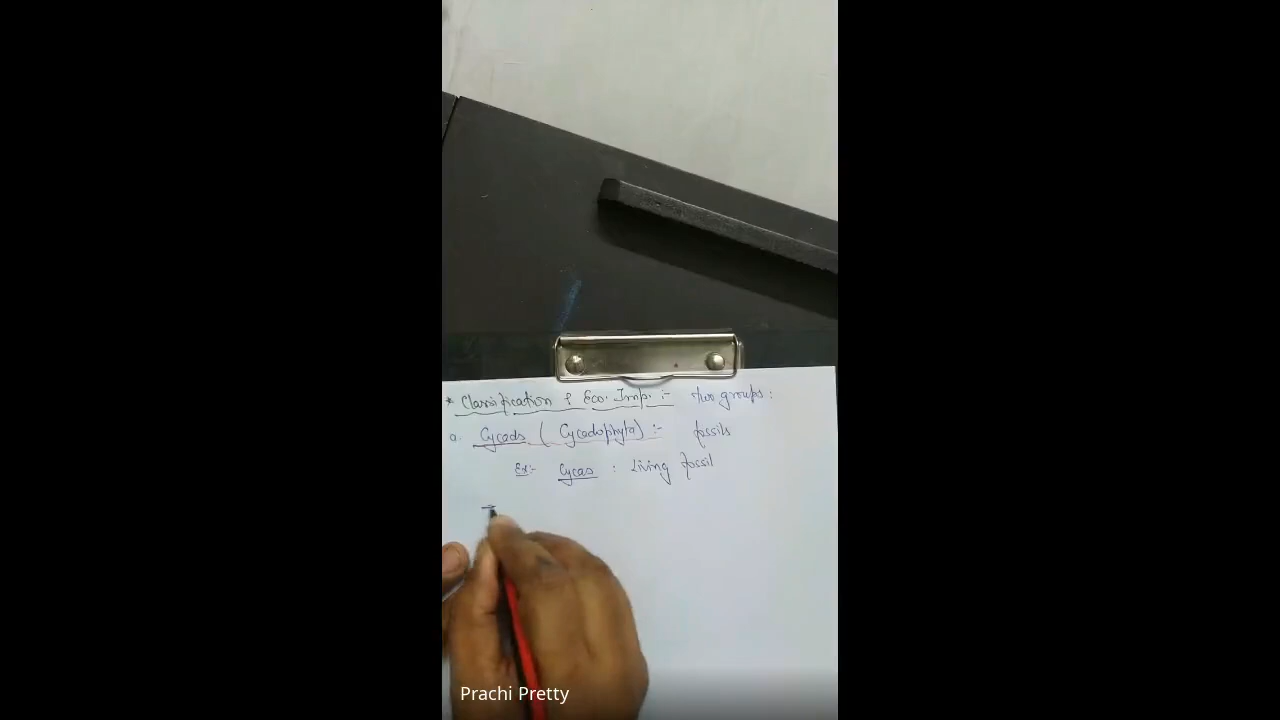 * Classification & Eco. Imp. :- two groups :
a. Cycads ( Cycadophyta) :- fossils
Ex:- Cycas : Living fossil
Prachi Pretty